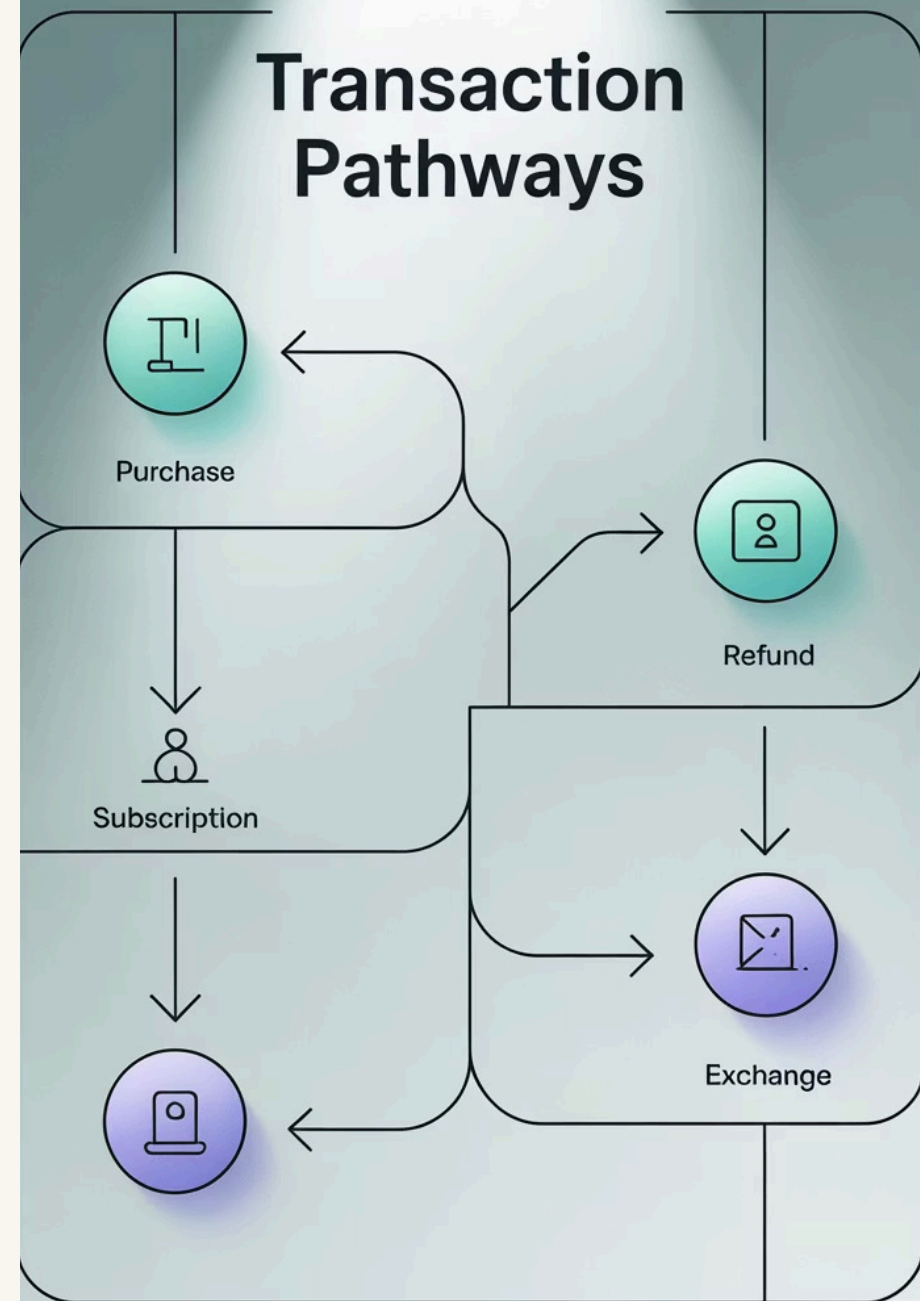 Transaction
Pathways
Purchase
Refund
Subscription
Exchange